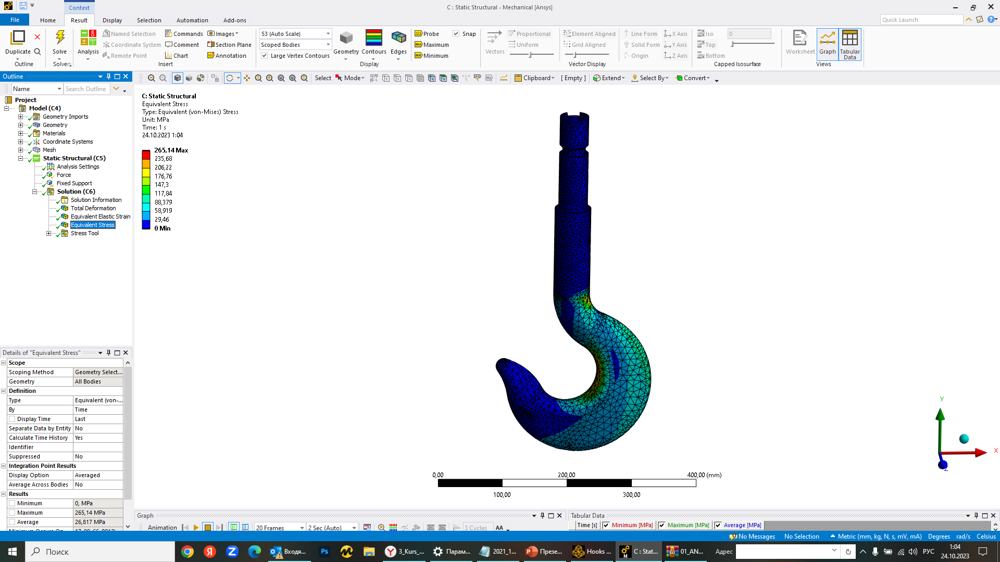 C : Static Structural - Mechanical [Ansys]
Context
File Home Result Display Selection Automation Add-ons
Quick Launch
Duplicate
Outline
Solve
Solver
Analysis
Named Selection
Coordinate System
Remote Point
Commands
Comment
Chart
Images
Section Plane
Annotation
Insert
53 (Auto Scale)
Scoped Bodies
Large Vertex Contours
Geometry
Contours
Edges
Display
Probe
Maximum
Minimum
Snap
Vectors
Proportional
Uniform
Element Aligned
Grid Aligned
Line Form
Solid Form
Origin
X Axis
Y Axis
Z Axis
Vector Display
Iso
Top
Bottom
0
Capped Isosurface
Worksheet
Graph
Tabular
Data
Views
Outline
Name
Search Outline
Select Mode Clipboard [ Empty ] Extend Select By Convert
Project
Model (C4)
Geometry Imports
Geometry
Materials
Coordinate Systems
Mesh
Static Structural (C5)
Analysis Settings
Force
Fixed Support
Solution (C6)
Solution Information
Total Deformation
Equivalent Elastic Strain
Equivalent Stress
Stress Tool
C: Static Structural
Equivalent Stress
Type: Equivalent (von-Mises) Stress
Unit: MPa
Time: 1 s
24.10.2023 1:04
265,14 Max
235,68
206,22
176,76
147,3
117,84
88,379
58,919
29,46
0 Min
Details of "Equivalent Stress"
Scope
Scoping Method Geometry Select...
Geometry All Bodies
Definition
Type Equivalent (von-...
By Time
Display Time Last
Separate Data by Entity No
Calculate Time History Yes
Identifier
Suppressed No
Integration Point Results
Display Option Averaged
Average Across Bodies No
Results
Minimum 0, MPa
Maximum 265,14 MPa
Average 26,817 MPa
Y
X
Z
0,00 200,00 400,00 (mm)
100,00 300,00
Graph
Animation 20 Frames 2 Sec (Auto) 3 Cycles AA
Tabular Data
Time [s] Minimum [MPa] Maximum [MPa] Average [MPa]
No Messages No Selection Metric (mm, kg, N, s, mV, mA) Degrees rad/s Celsius
Поиск
Входя...
Ps
3_Kurs_...
Парам...
2021_1...
Презе...
Hooks ...
C : Stat...
01_AN...
Адрес
РУС
1:04
24.10.2023